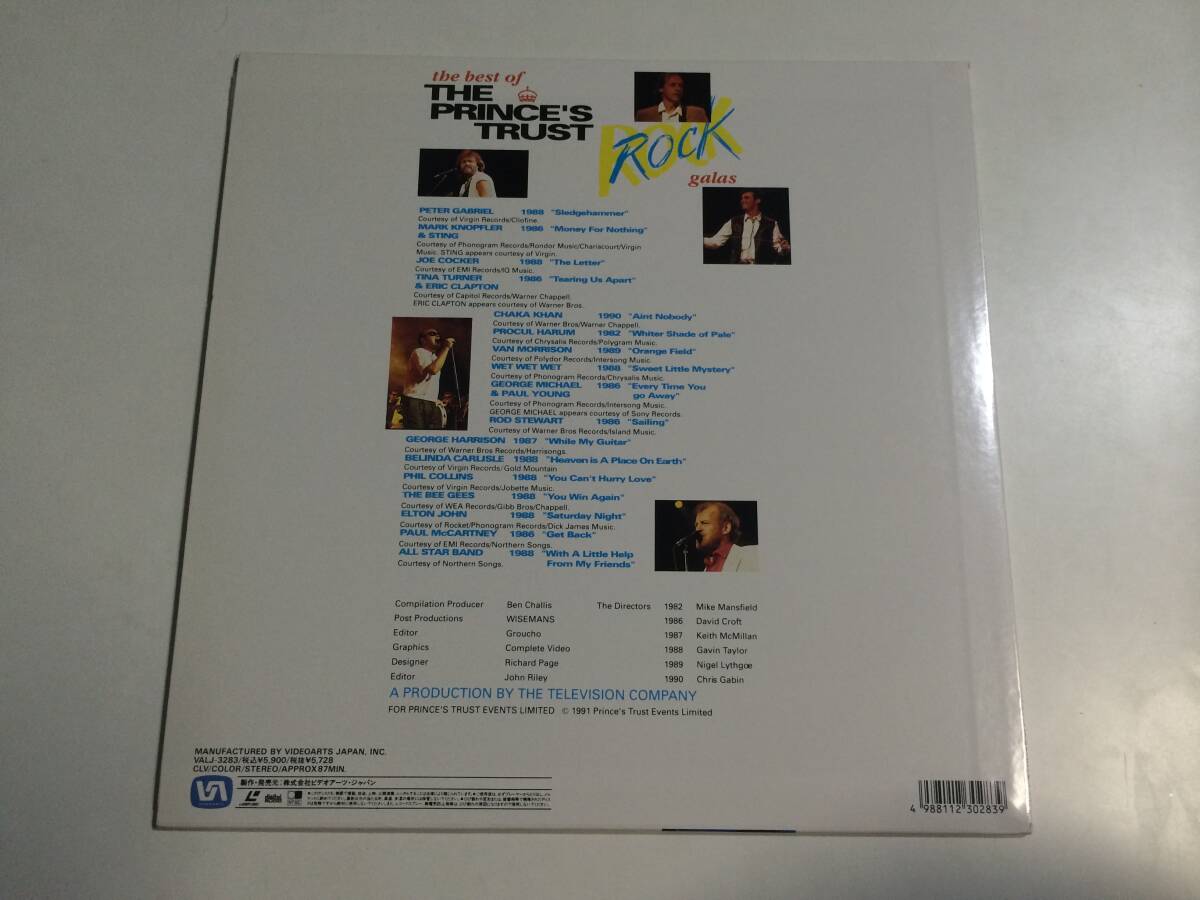 the best of
THE
PRINCE'S
TRUST
ROCK
galas
PETER GABRIEL 1988 "Sledgehammer"
Courtesy of Virgin Records/Cliofine.
MARK KNOPFLER 1986 "Money For Nothing"
& STING
Courtesy of Phonogram Records/Rondor Music/Chariacourt/Virgin
Music. STING appears courtesy of Virgin.
JOE COCKER 1988 "The Letter"
Courtesy of EMI Records/IQ Music.
TINA TURNER 1986 "Tearing Us Apart"
& ERIC CLAPTON
Courtesy of Capitol Records/Warner Chappell.
ERIC CLAPTON appears courtesy of Warner Bros.
CHAKA KHAN 1990 "Aint Nobody"
Courtesy of Warner Bros/Warner Chappell.
PROCUL HARUM 1982 "Whiter Shade of Pale"
Courtesy of Chrysalis Records/Polygram Music.
VAN MORRISON 1989 "Orange Field"
Courtesy of Polydor Records/Intersong Music.
WET WET WET 1988 "Sweet Little Mystery"
Courtesy of Phonogram Records/Chrysalis Music.
GEORGE MICHAEL 1986 "Every Time You
& PAUL YOUNG go Away"
Courtesy of Phonogram Records/Intersong Music.
GEORGE MICHAEL appears courtesy of Sony Records.
ROD STEWART 1986 "Sailing"
Courtesy of Warner Bros Records/Island Music.
GEORGE HARRISON 1987 "While My Guitar"
Courtesy of Warner Bros Records/Harrisongs.
BELINDA CARLISLE 1988 "Heaven is A Place On Earth"
Courtesy of Virgin Records/ Gold Mountain
PHIL COLLINS 1988 "You Can't Hurry Love"
Courtesy of Virgin Records/Jobette Music.
THE BEE GEES 1988 "You Win Again"
Courtesy of WEA Records/Gibb Bros/Chappell.
ELTON JOHN 1988 "Saturday Night"
Courtesy of Rocket/Phonogram Records/Dick James Music.
PAUL McCARTNEY 1986 "Get Back"
Courtesy of EMI Records/Northern Songs.
ALL STAR BAND 1988 "With A Little Help
Courtesy of Northern Songs. From My Friends"
Compilation Producer Ben Challis The Directors 1982 Mike Mansfield
Post Productions WISEMANS 1986 David Croft
Editor Groucho 1987 Keith McMillan
Graphics Complete Video 1988 Gavin Taylor
Designer Richard Page 1989 Nigel Lythgoe
Editor John Riley 1990 Chris Gabin
A PRODUCTION BY THE TELEVISION COMPANY
FOR PRINCE'S TRUST EVENTS LIMITED © 1991 Prince's Trust Events Limited
MANUFACTURED BY VIDEOARTS JAPAN, INC.
VALJ-3283/税込¥5,900/税抜¥5,728
CLV/COLOR/STEREO/APPROX87MIN.
製作・発売元:株式会社ビデオアーツ・ジャパン
4 988112 302839